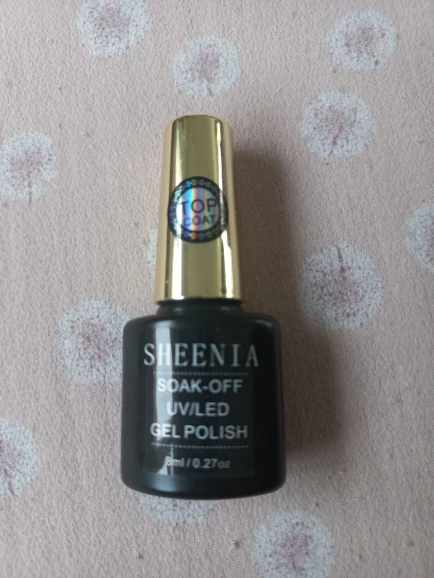 TOP
COAT
SHEENIA
SOAK-OFF
UV/LED
GEL POLISH
8ml / 0.27oz